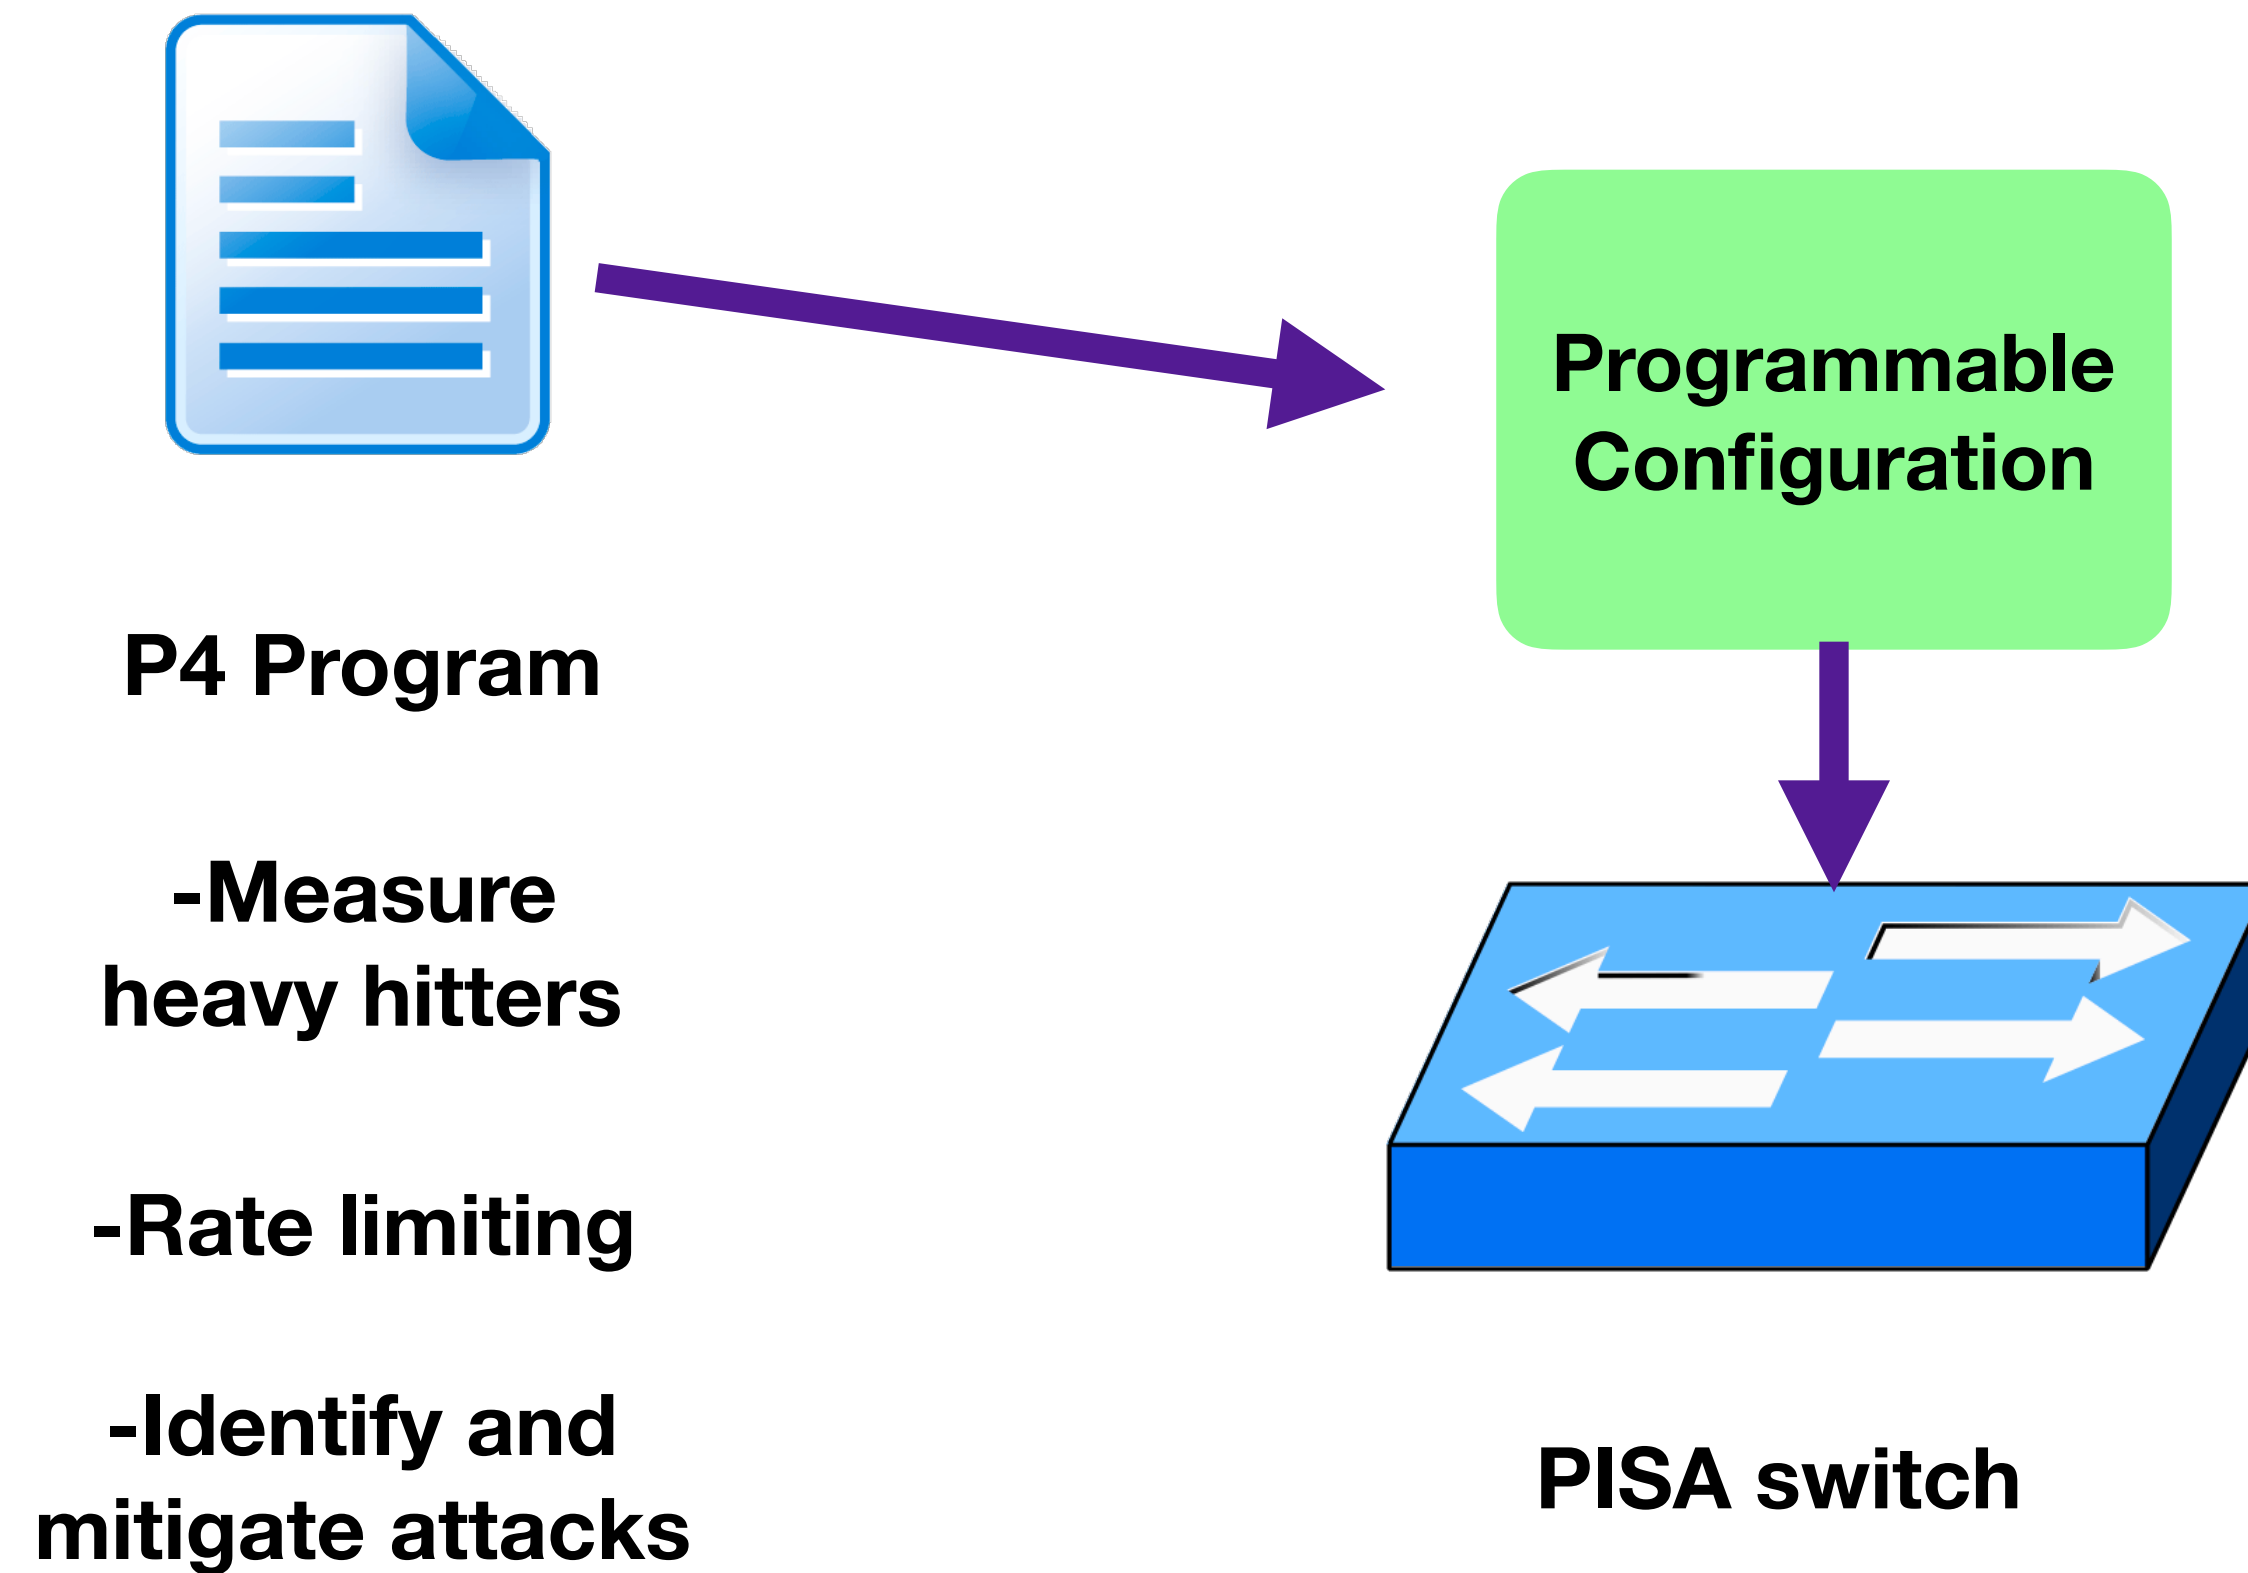 P4 Program
-Measure
heavy hitters
-Rate limiting
-Identify and
mitigate attacks
Programmable
Configuration
PISA switch